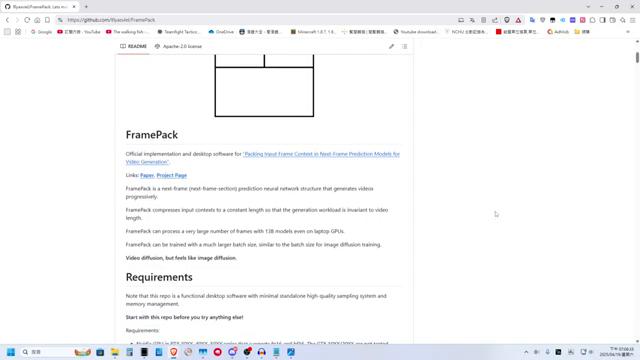 lllyasviel/FramePack: Lets m
https://github.com/lllyasviel/FramePack
Google
訂閱內容 - YouTube
The walking fish -
Teamfight Tactics
OneDrive
Minecraft 1.8.7, 1.8
Youtube download
AdHub
README
Apache-2.0 license
FramePack
Official implementation and desktop software for "Packing Input Frame Context in Next-Frame Prediction Models for
Video Generation".
Links: Paper, Project Page
FramePack is a next-frame (next-frame-section) prediction neural network structure that generates videos
progressively.
FramePack compresses input contexts to a constant length so that the generation workload is invariant to video
length.
FramePack can process a very large number of frames with 13B models even on laptop GPUs.
FramePack can be trained with a much larger batch size, similar to the batch size for image diffusion training.
Video diffusion, but feels like image diffusion.
Requirements
Note that this repo is a functional desktop software with minimal standalone high-quality sampling system and
memory management.
Start with this repo before you try anything else!
Requirements:
搜尋